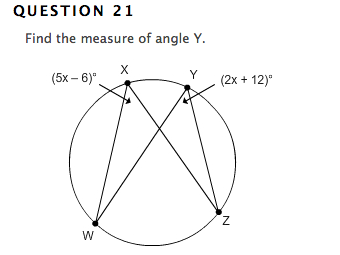 QUESTION 21
Find the measure of angle Y.
(5x – 6)° X Y (2x + 12)°
W Z